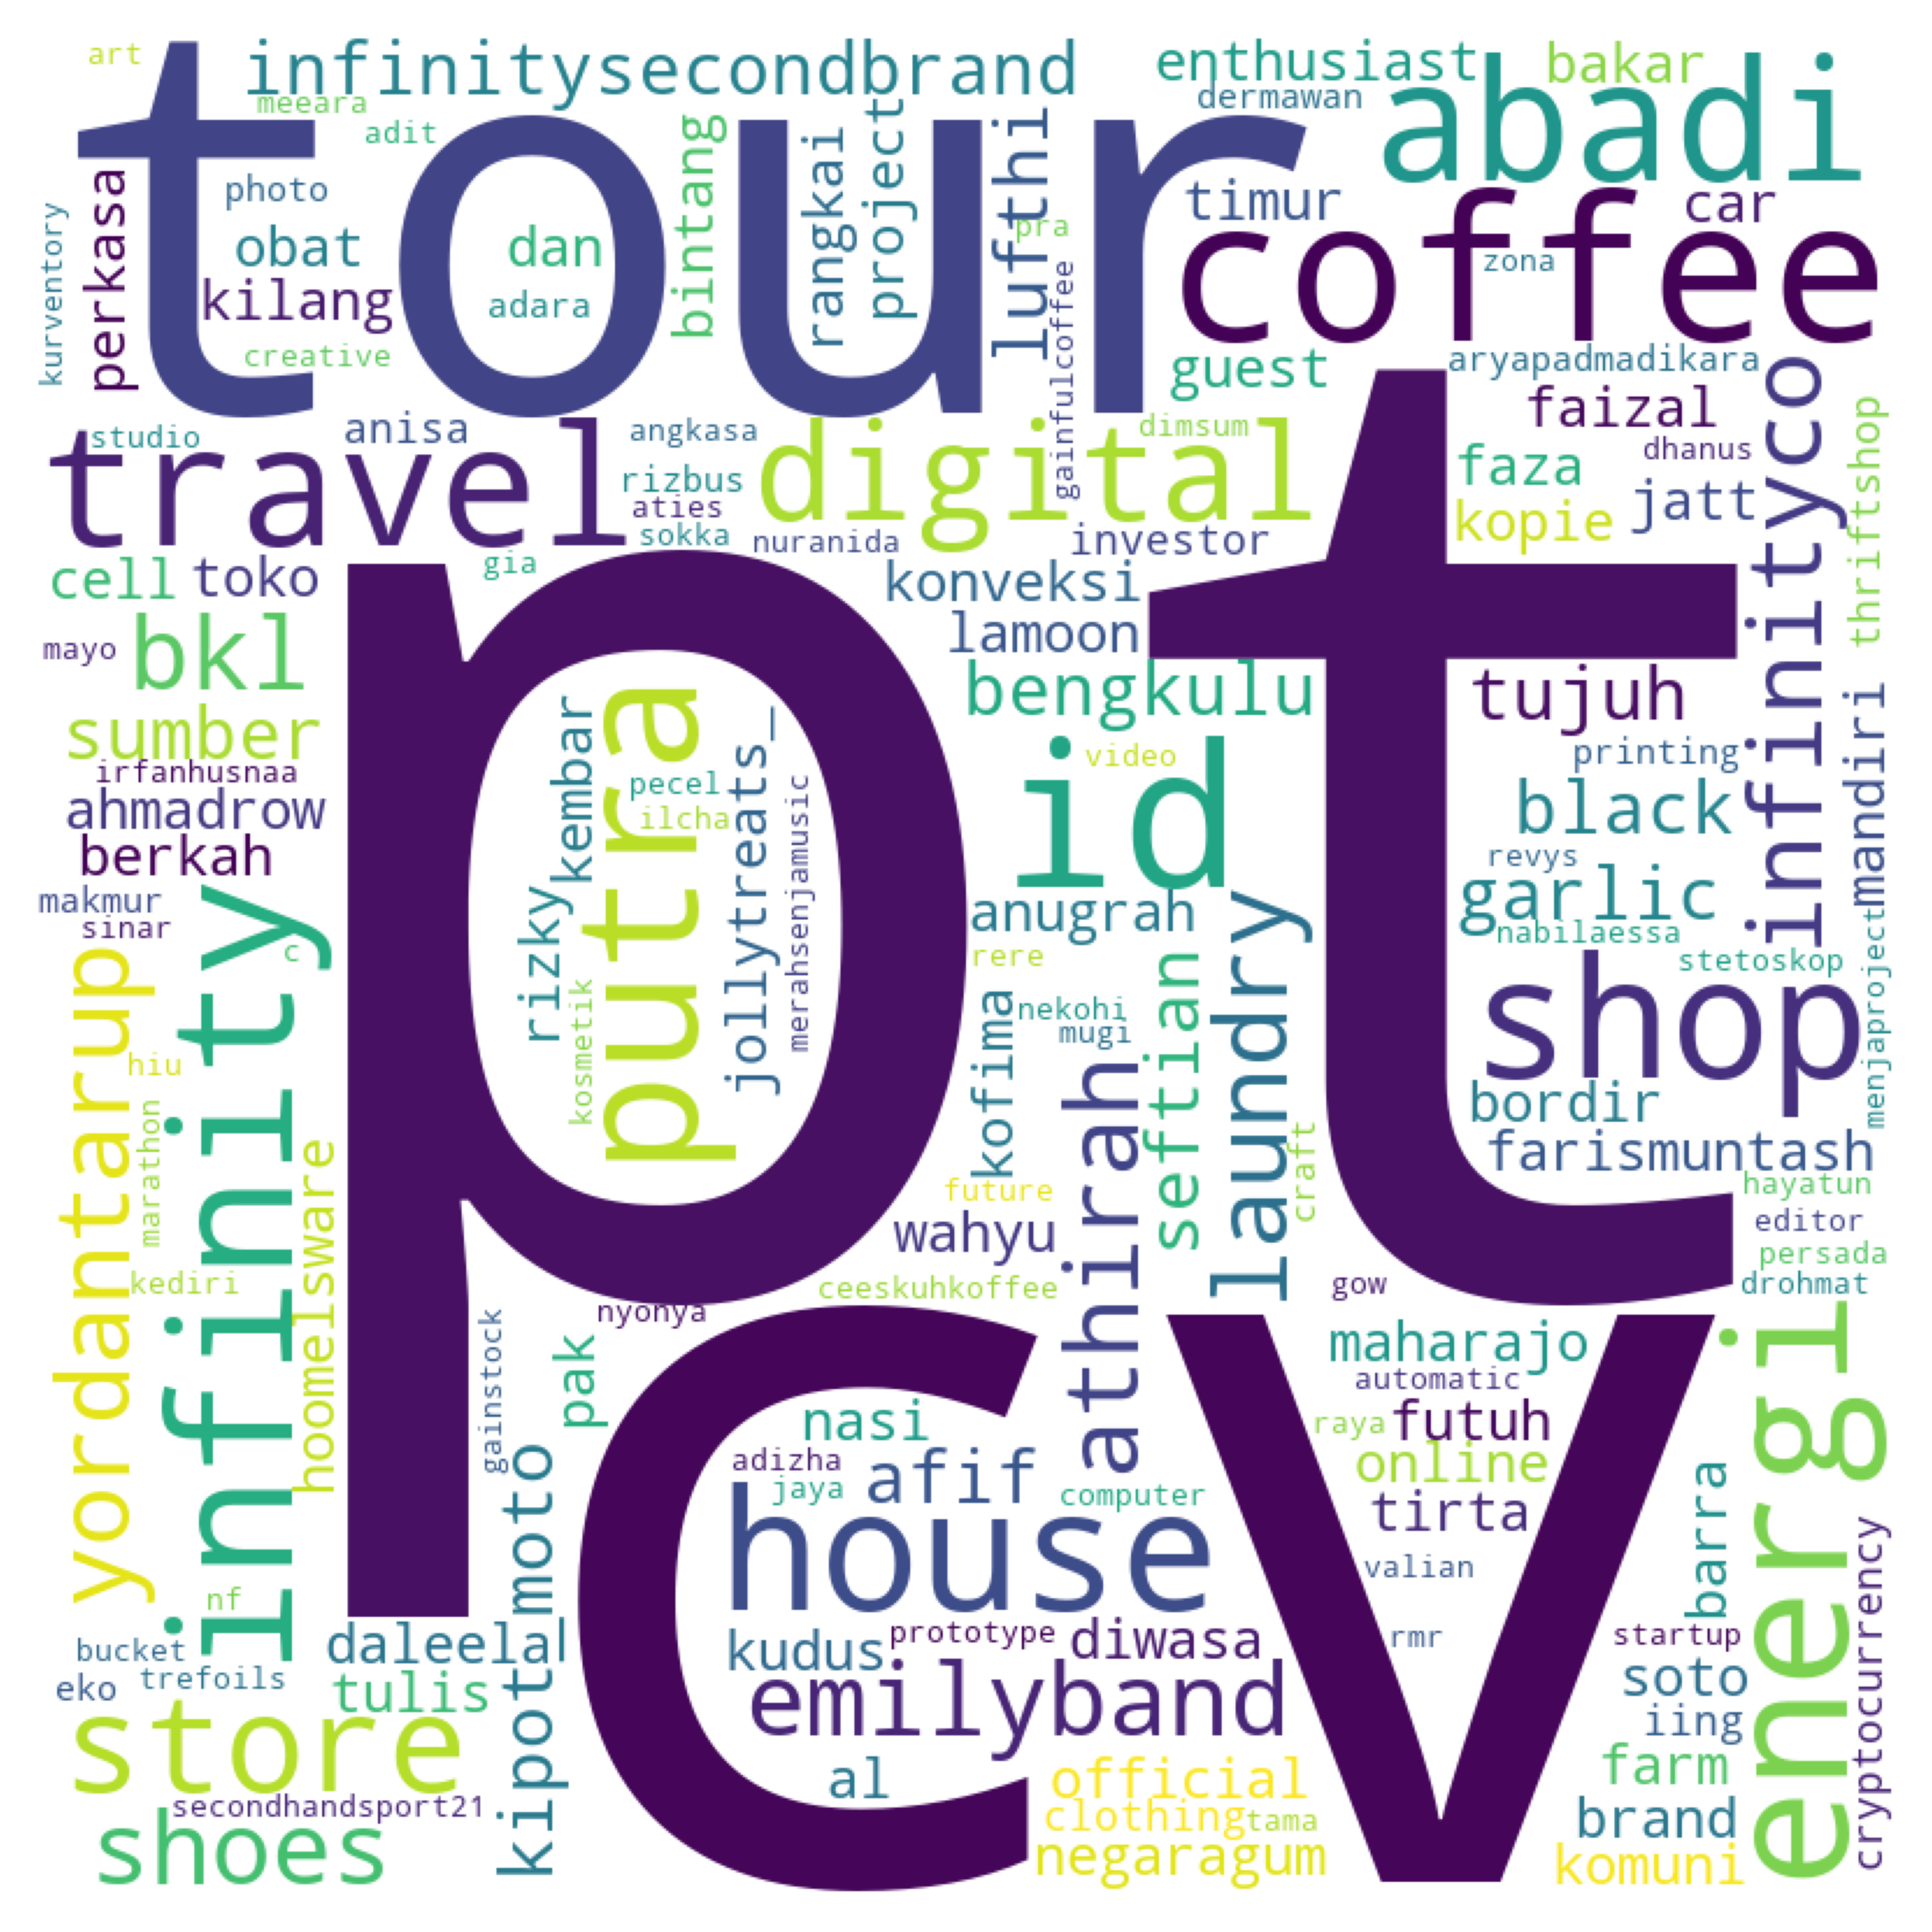 art
infinitysecondbrand
enthusiast
bakar
meeara
dermawan
abadi
adit
tour
bintang
rangkai
project
lufthi
photo
timur
car
perkasa
kurventory
obat
dan
pra
coffee
zona
kilang
adara
gainfulcoffee
creative
guest
aryapadmadikara
infinityco
faizal
thriftshop
studio
anisa
angkasa
digital
dimsum
dhanus
travel
rizbus
faza
jatt
aties
kopie
sokka
nuranida
investor
gia
cell
toko
konveksi
pt
mayo
bkl
lamoon
bengkulu
tujuh
mandiri
sumber
putra
kembar
jollytreats_
id
video
printing
irfanhusnaa
pecel
merahsenjamusic
ahmadrow
ilcha
black
berkah
revys
makmur
rizky
anugrah
laundry
garlic
sinar
infinity
c
nabilaessa
yordantarup
rere
seftian
stetoskop
menjaproject
kosmetik
kofima
nekohi
shop
mugi
athirah
hiu
marathon
hoomelsware
bordir
craft
farismuntash
future
hayatun
wahyu
editor
persada
kediri
ceeskuhkoffee
gow
drohmat
nyonya
cv
gainstock
pak
maharajo
energi
automatic
nasi
raya
futuh
adizha
afif
online
jaya
computer
kipot
moto
house
tirta
barra
cryptocurrency
valian
nf
bucket
daleelal
kudus
prototype
diwasa
rmr
startup
eko
trefoils
tulis
emilyband
soto
store
iing
al
official
farm
secondhandsport21
clothing
tama
brand
shoes
negaragum
komuni